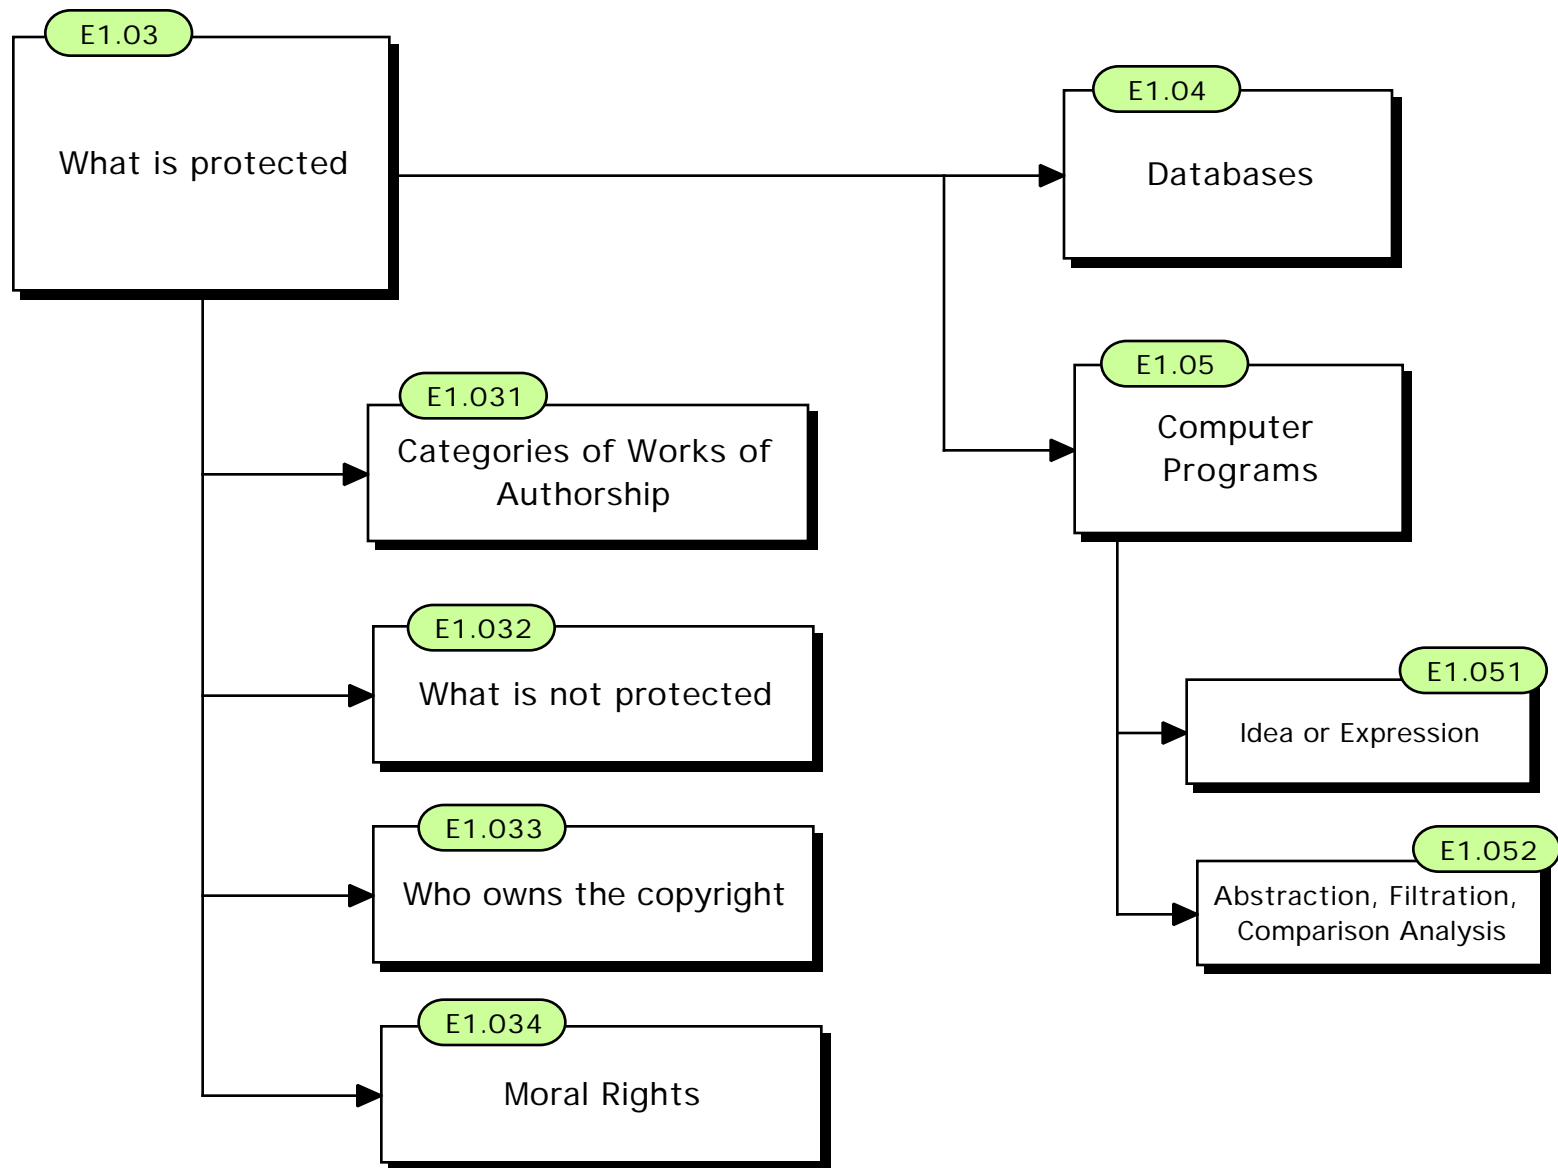 E1.03
What is protected
E1.04
Databases
E1.05
Computer
Programs
E1.031
Categories of Works of
Authorship
E1.032
What is not protected
E1.033
Who owns the copyright
E1.034
Moral Rights
E1.051
Idea or Expression
E1.052
Abstraction, Filtration,
Comparison Analysis